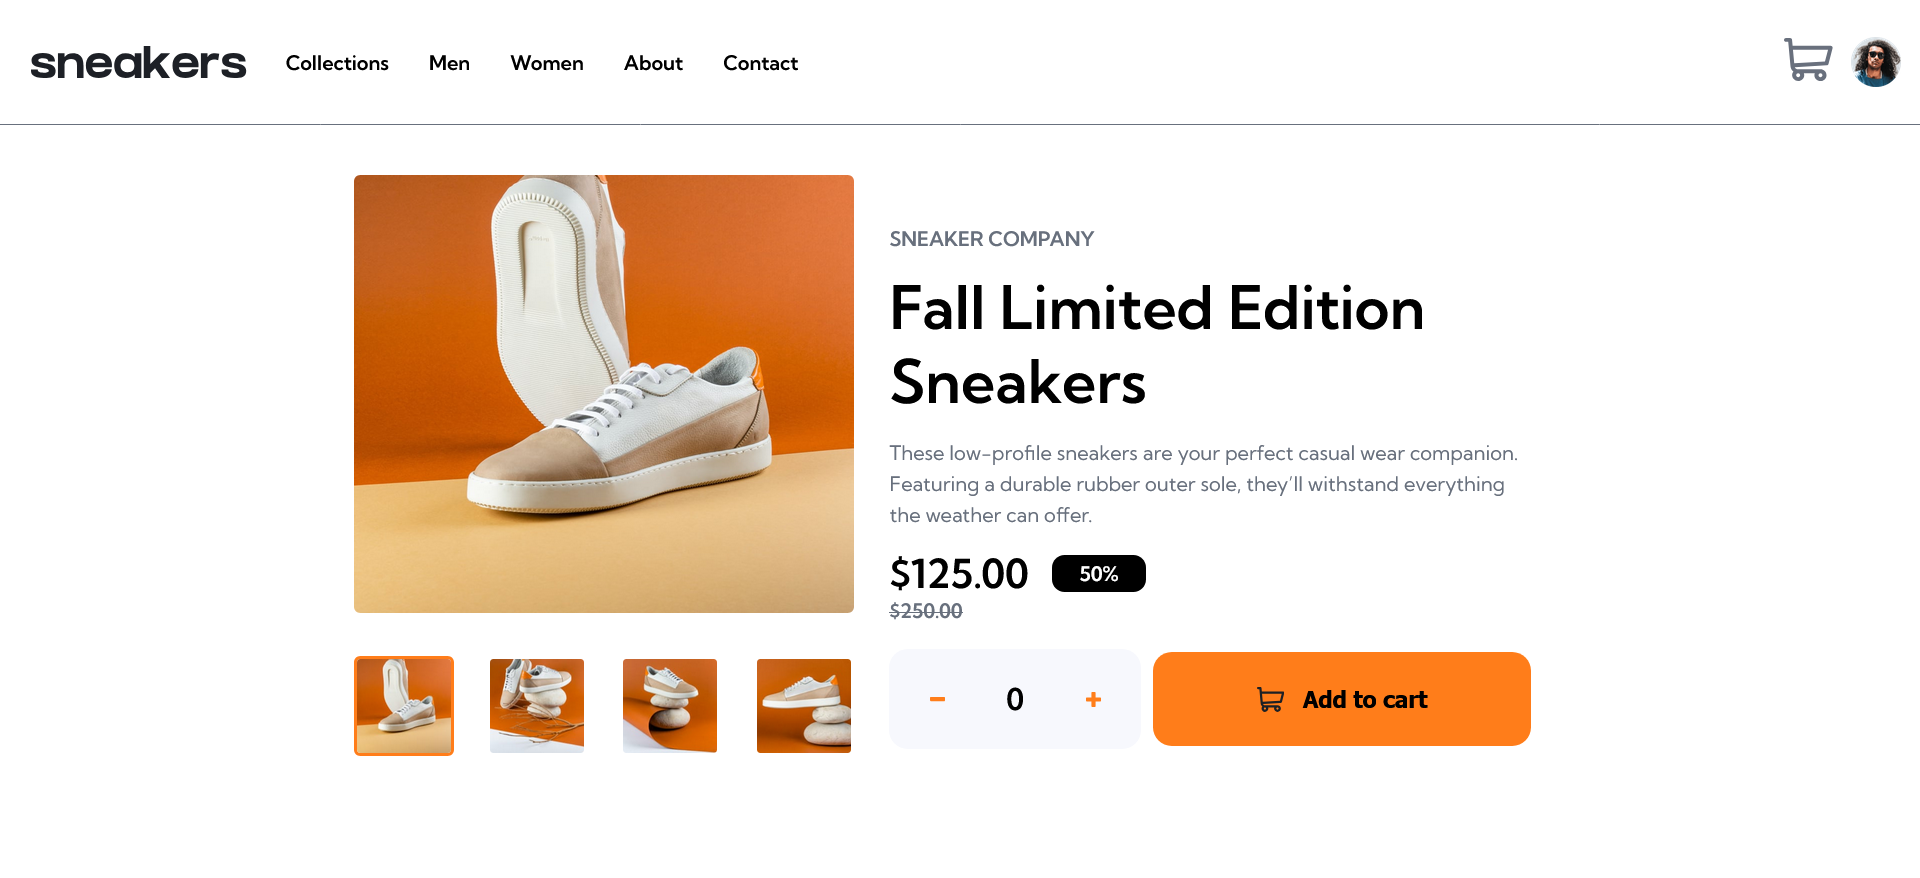 sneakers Collections Men Women About Contact
SNEAKER COMPANY
Fall Limited Edition
Sneakers
These low-profile sneakers are your perfect casual wear companion.
Featuring a durable rubber outer sole, they’ll withstand everything
the weather can offer.
$125.00 50%
$250.00
− 0 + Add to cart